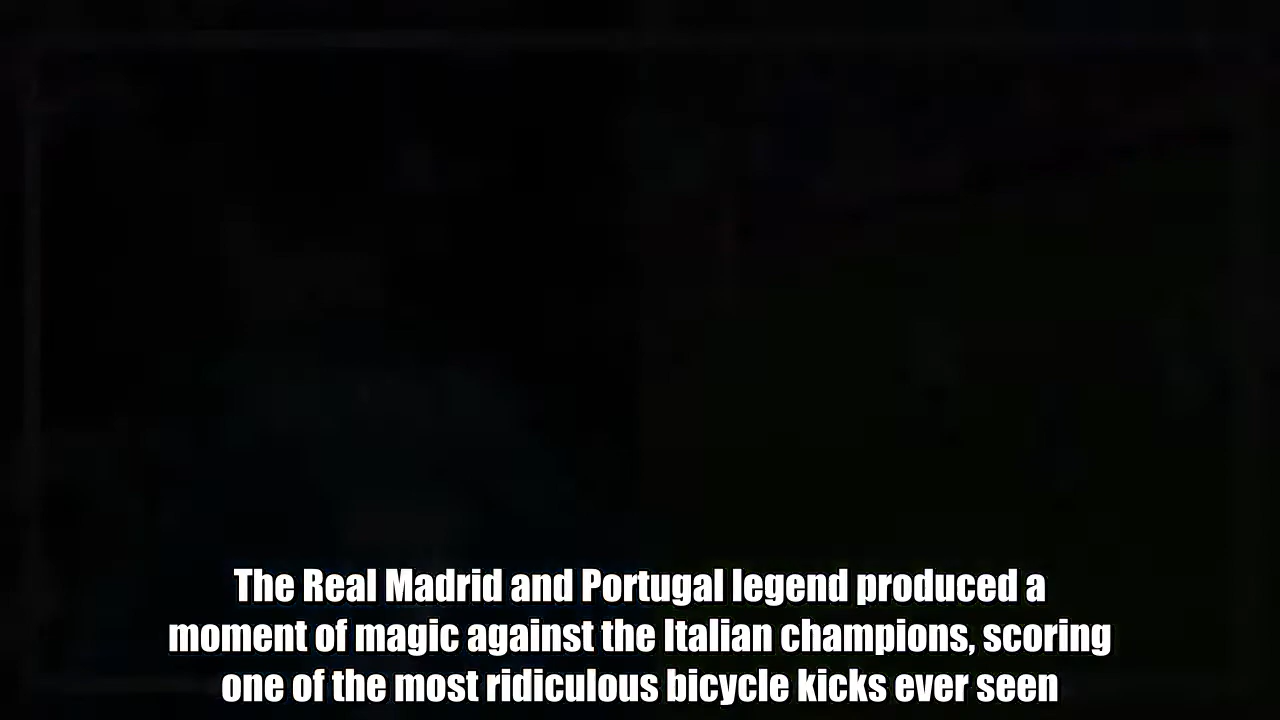 The Real Madrid and Portugal legend produced a
moment of magic against the Italian champions, scoring
one of the most ridiculous bicycle kicks ever seen